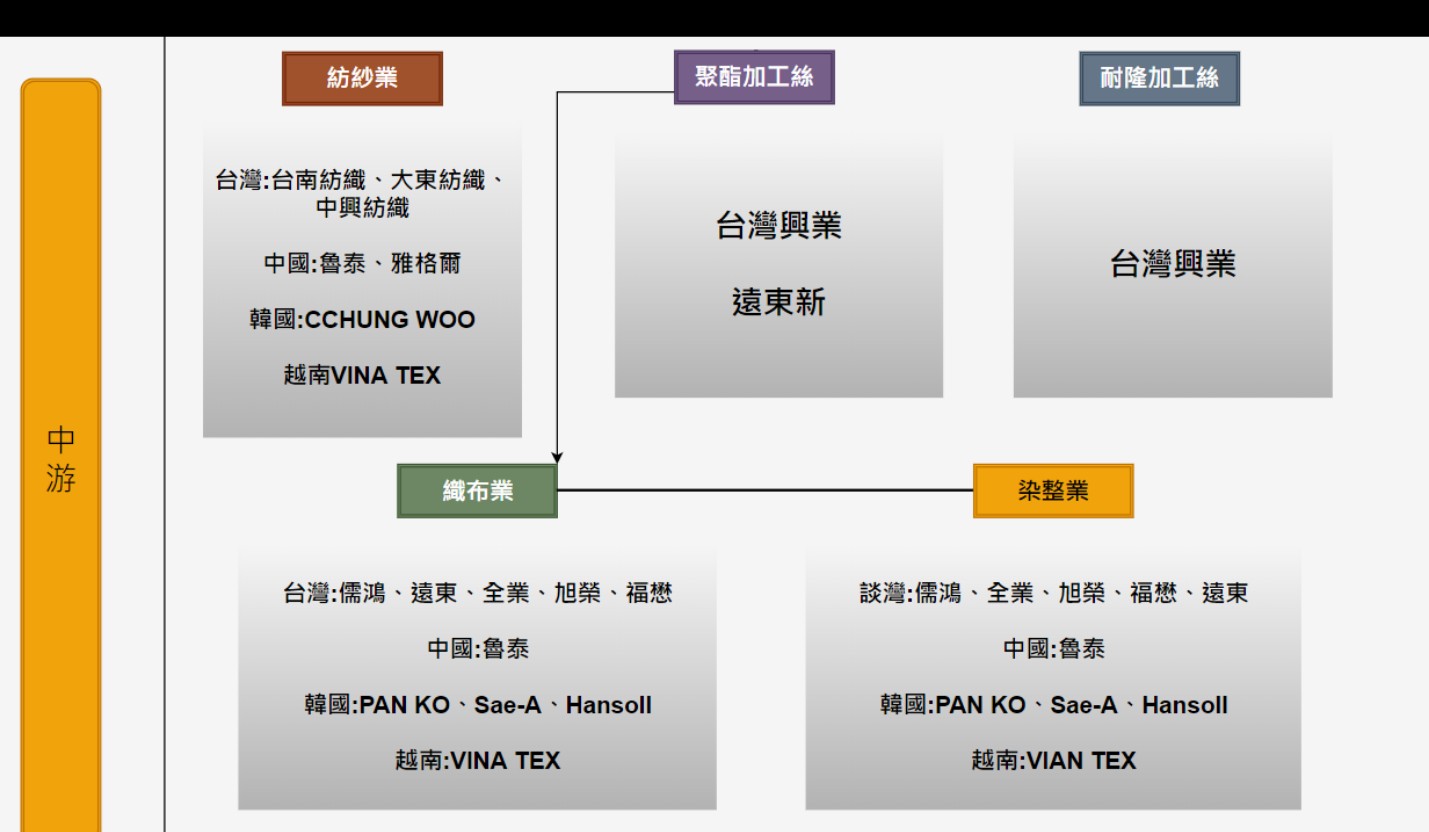 中
游
紡紗業
聚酯加工絲
耐隆加工絲
台灣:台南紡織、大東紡織、
中興紡織
中國:魯泰、雅格爾
韓國:CCHUNG WOO
越南VINA TEX
台灣興業
遠東新
台灣興業
織布業
染整業
台灣:儒鴻、遠東、全業、旭榮、福懋
中國:魯泰
韓國:PAN KO、Sae-A、Hansoll
越南:VINA TEX
談灣:儒鴻、全業、旭榮、福懋、遠東
中國:魯泰
韓國:PAN KO、Sae-A、Hansoll
越南:VIAN TEX